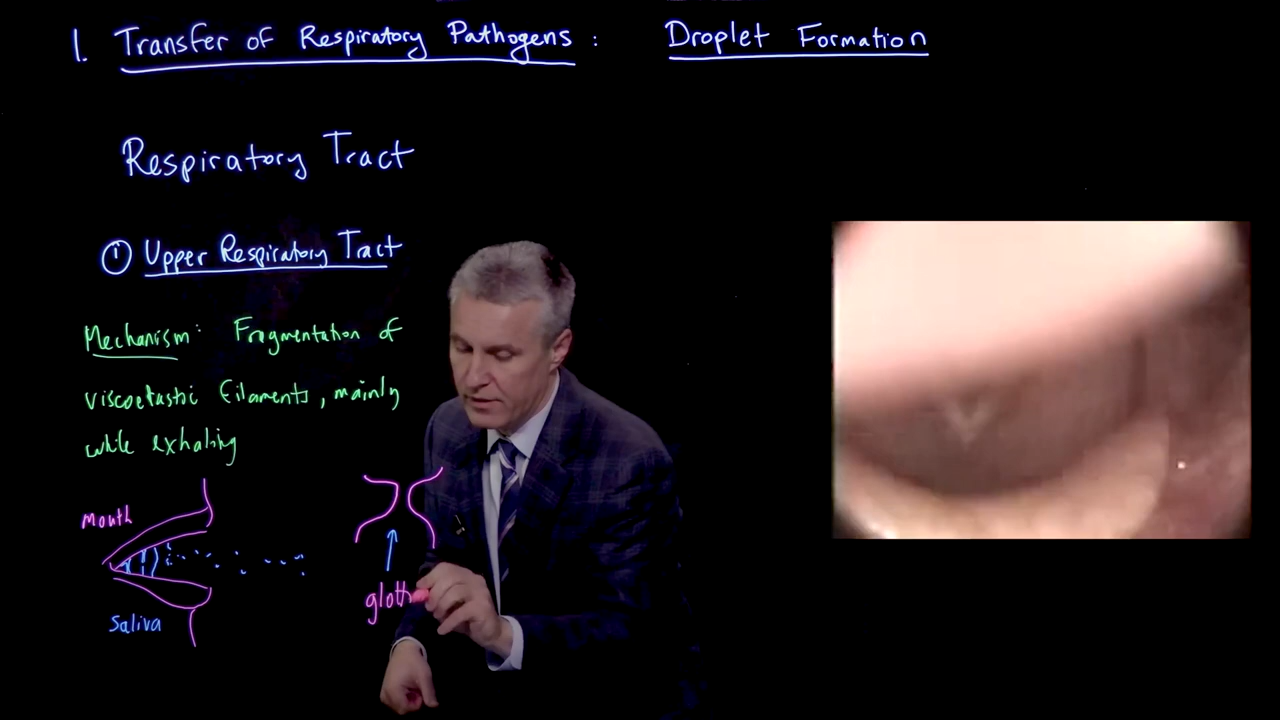 1. Transfer of Respiratory Pathogens : Droplet Formation
Respiratory Tract
① Upper Respiratory Tract
Mechanism: Fragmentation of
viscoelastic filaments, mainly
while exhaling
mouth
Saliva
glott